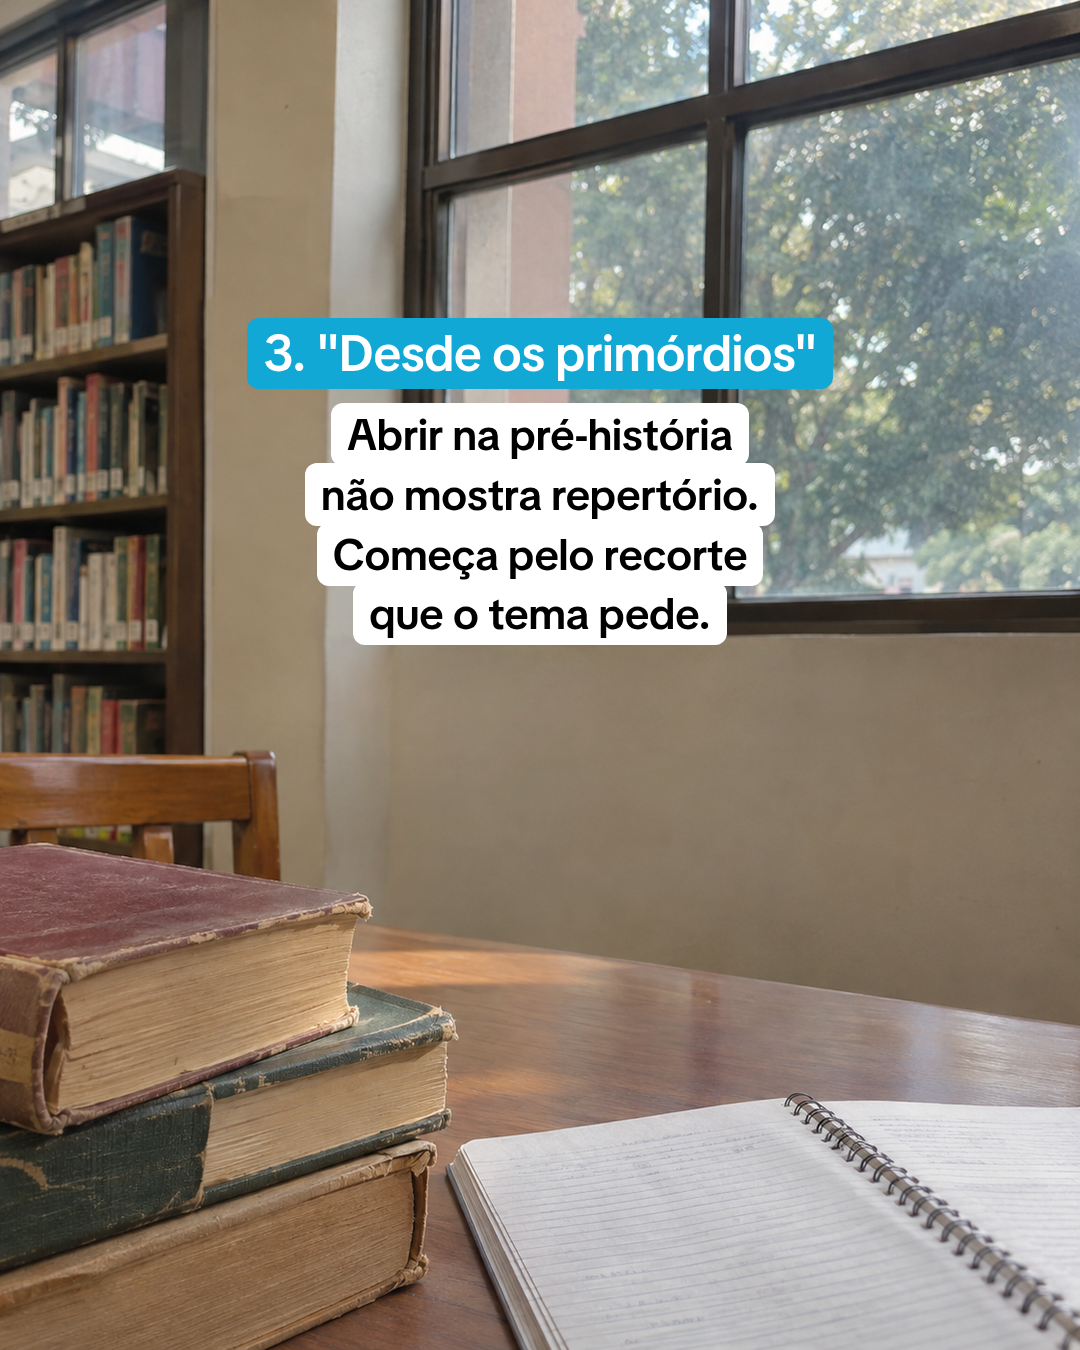 3. "Desde os primórdios"
Abrir na pré-história
não mostra repertório.
Começa pelo recorte
que o tema pede.